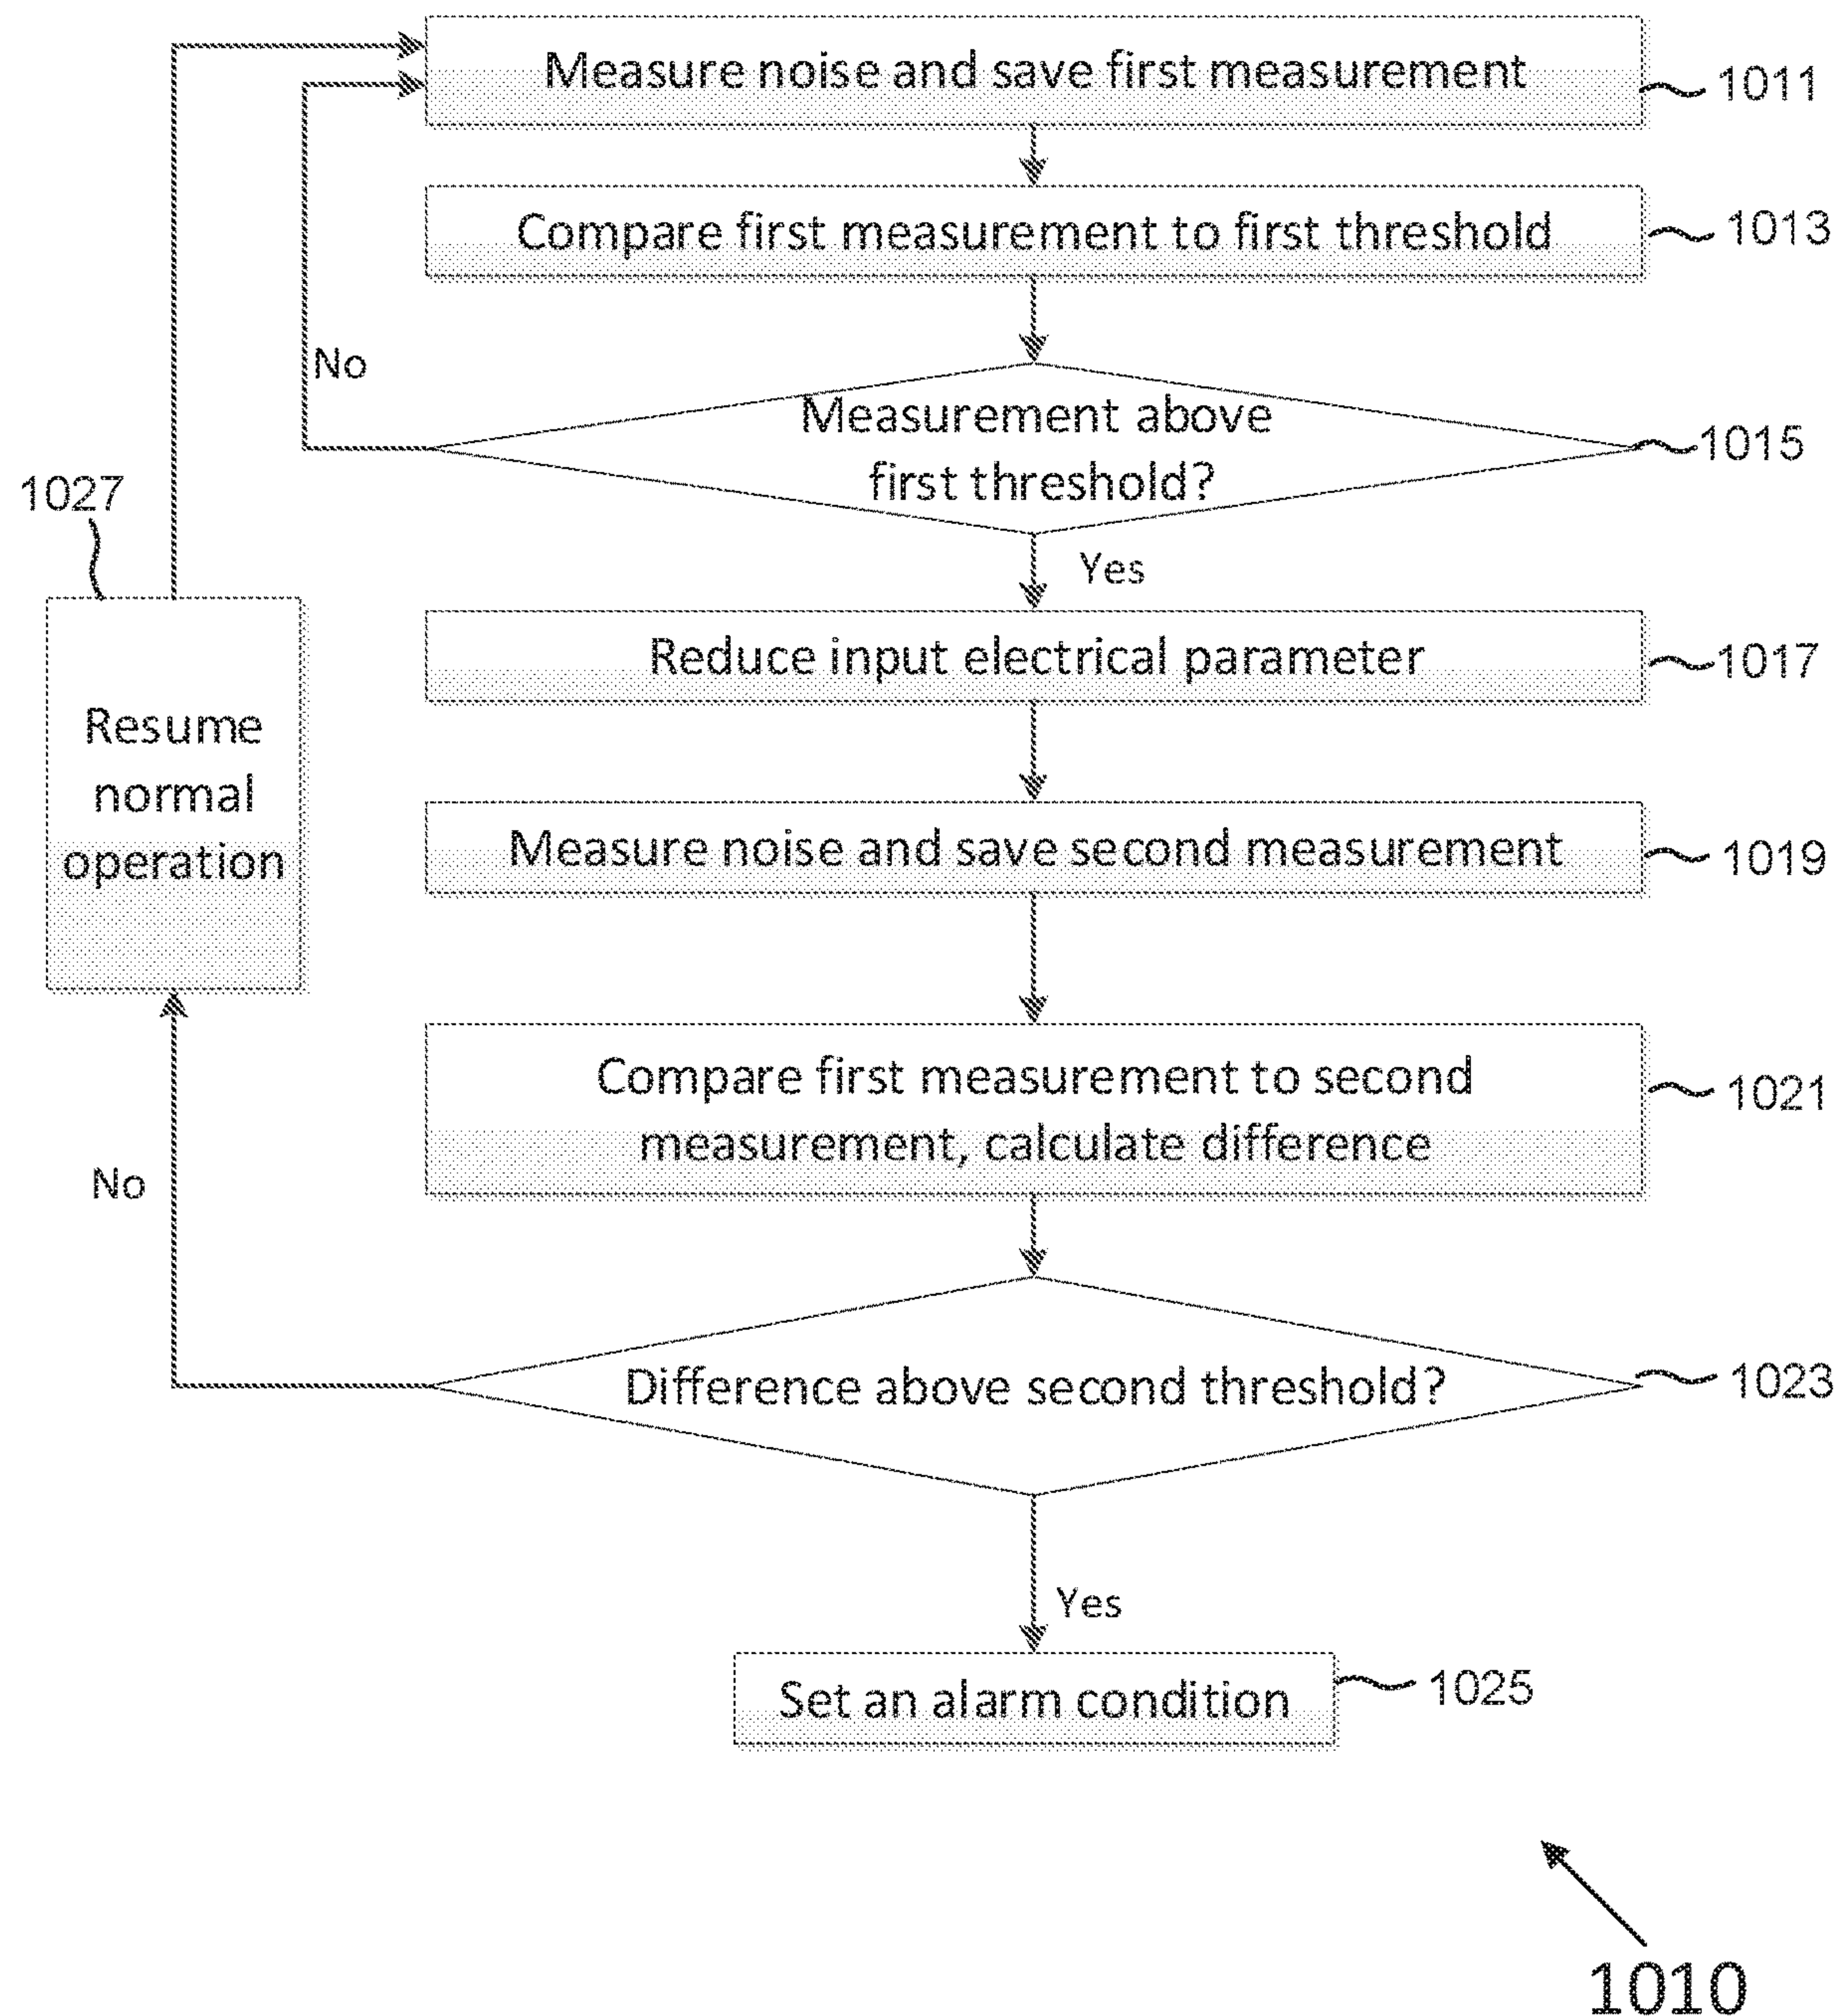 Measure noise and save first measurement
1011
Compare first measurement to first threshold
1013
No
Measurement above
first threshold?
1015
1027
Yes
Reduce input electrical parameter
1017
Resume
normal
operation
Measure noise and save second measurement
1019
Compare first measurement to second
measurement, calculate difference
1021
No
Difference above second threshold?
1023
Yes
Set an alarm condition
1025
1010